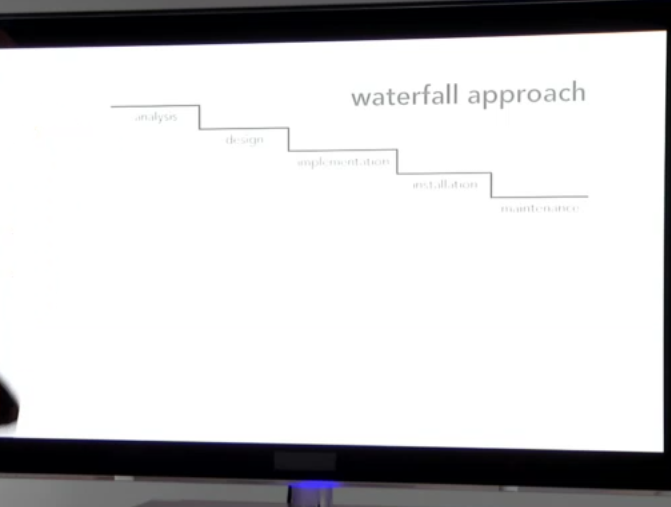 waterfall approach
analysis
design
implementation
installation
maintenance